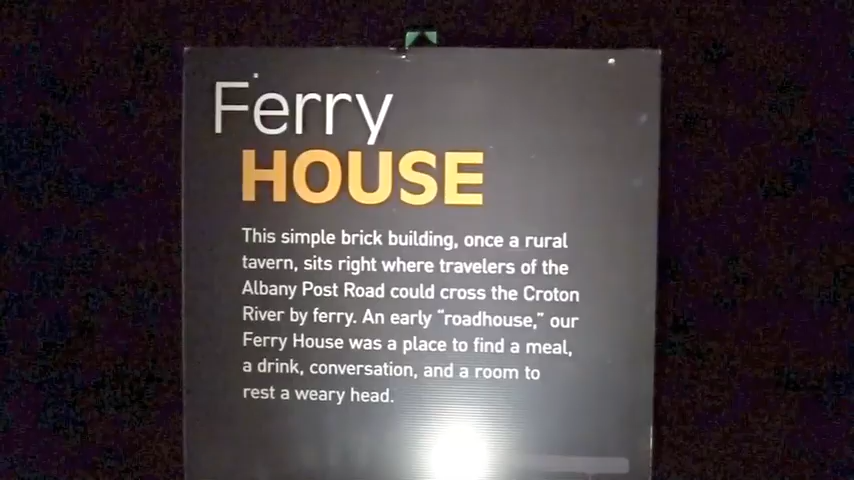 Ferry
HOUSE
This simple brick building, once a rural
tavern, sits right where travelers of the
Albany Post Road could cross the Croton
River by ferry. An early “roadhouse,” our
Ferry House was a place to find a meal,
a drink, conversation, and a room to
rest a weary head.